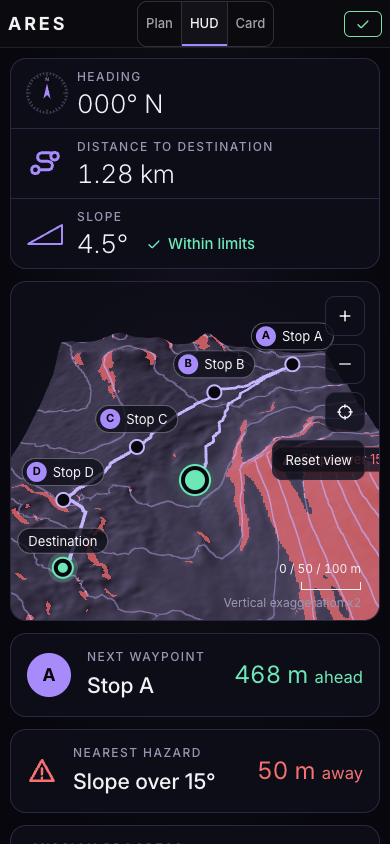 ARES
Plan
HUD
Card
N
HEADING
000° N
DISTANCE TO DESTINATION
1.28 km
SLOPE
4.5°
Within limits
+
A Stop A
B Stop B
−
C Stop C
Reset view
D Stop D
Destination
0 / 50 / 100 m
Vertical exaggeration x2
A
NEXT WAYPOINT
Stop A
468 m ahead
NEAREST HAZARD
Slope over 15°
50 m away